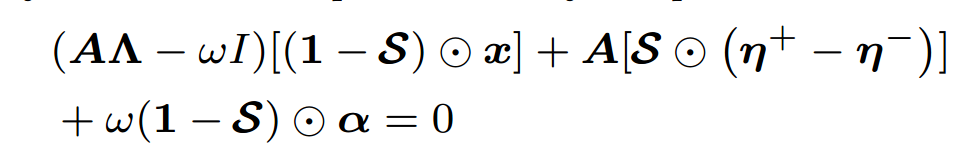 (𝑨𝚲 − ωI)[(𝟏 − 𝓢) ⊙ 𝒙] + 𝑨[𝓢 ⊙ (𝜼⁺ − 𝜼⁻)]
+ ω(𝟏 − 𝓢) ⊙ 𝜶 = 0